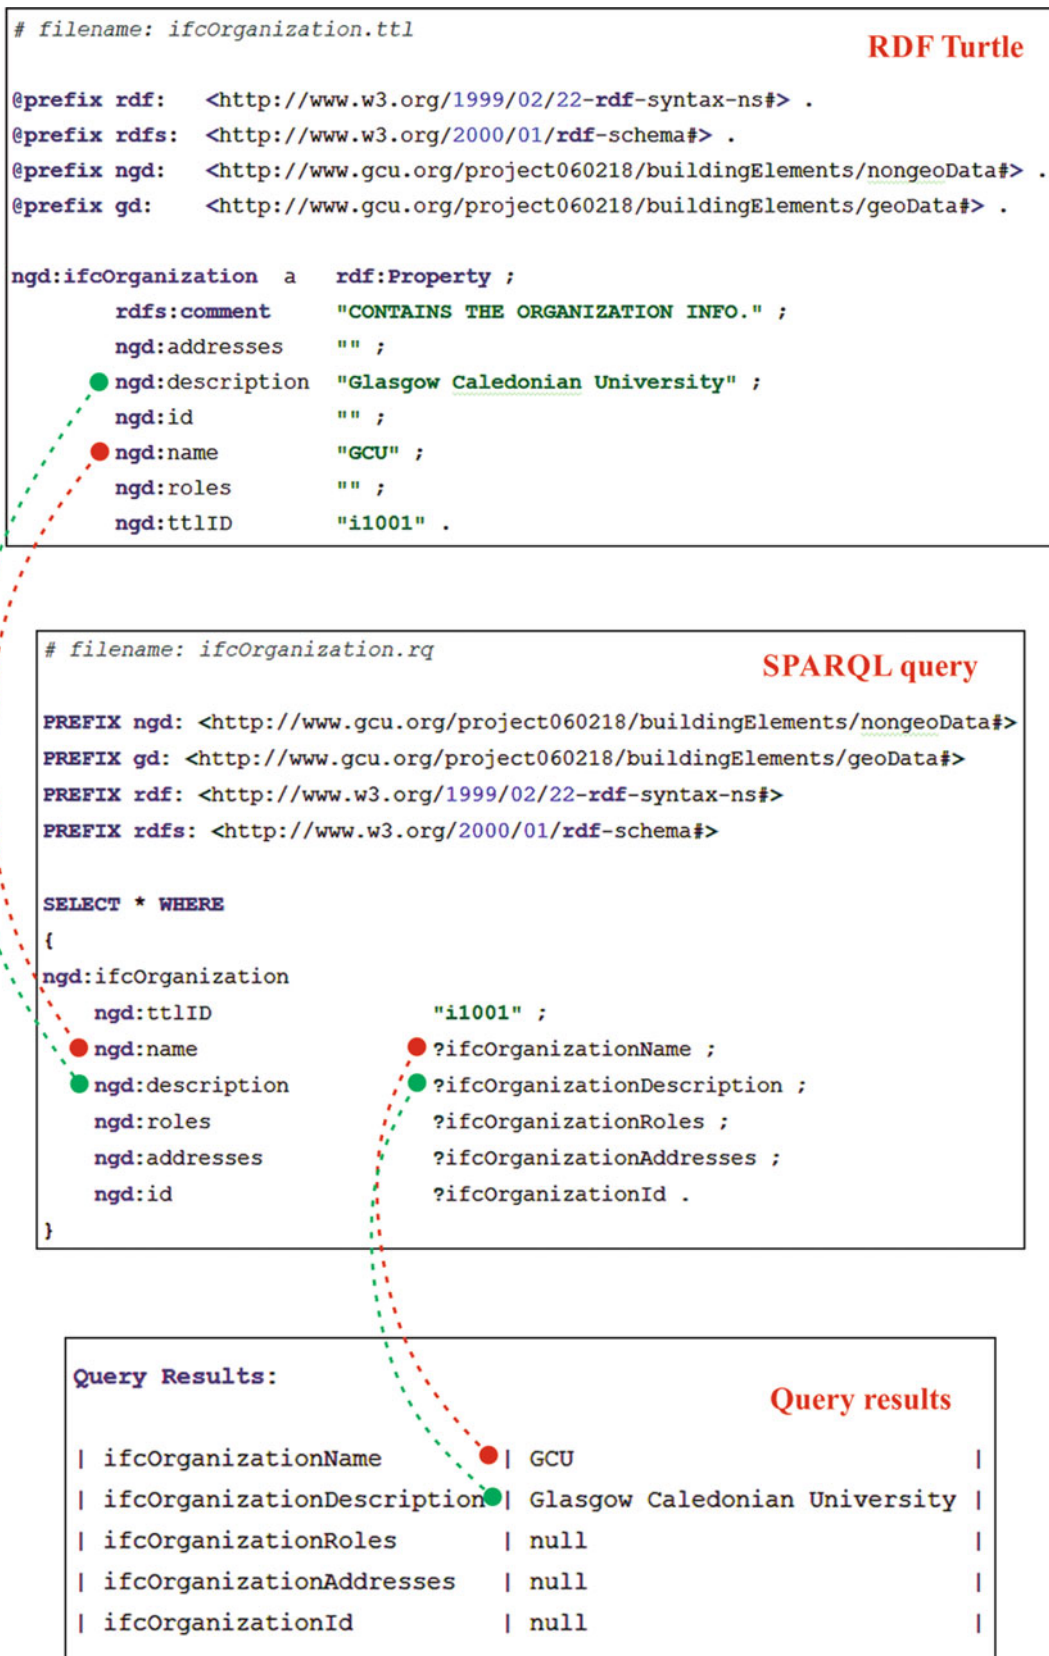 # filename: ifcOrganization.ttl
RDF Turtle
@prefix rdf: <http://www.w3.org/1999/02/22-rdf-syntax-ns#> .
@prefix rdfs: <http://www.w3.org/2000/01/rdf-schema#> .
@prefix ngd: <http://www.gcu.org/project060218/buildingElements/nongeoData#> .
@prefix gd: <http://www.gcu.org/project060218/buildingElements/geoData#> .
ngd:ifcOrganization a rdf:Property ;
rdfs:comment "CONTAINS THE ORGANIZATION INFO." ;
ngd:addresses "" ;
ngd:description "Glasgow Caledonian University" ;
ngd:id "" ;
ngd:name "GCU" ;
ngd:roles "" ;
ngd:ttlID "i1001" .
# filename: ifcOrganization.rq
SPARQL query
PREFIX ngd: <http://www.gcu.org/project060218/buildingElements/nongeoData#>
PREFIX gd: <http://www.gcu.org/project060218/buildingElements/geoData#>
PREFIX rdf: <http://www.w3.org/1999/02/22-rdf-syntax-ns#>
PREFIX rdfs: <http://www.w3.org/2000/01/rdf-schema#>
SELECT * WHERE
{
ngd:ifcOrganization
ngd:ttlID "i1001" ;
ngd:name ?ifcOrganizationName ;
ngd:description ?ifcOrganizationDescription ;
ngd:roles ?ifcOrganizationRoles ;
ngd:addresses ?ifcOrganizationAddresses ;
ngd:id ?ifcOrganizationId .
}
Query Results:
Query results
| ifcOrganizationName | GCU |
| ifcOrganizationDescription | Glasgow Caledonian University |
| ifcOrganizationRoles | null |
| ifcOrganizationAddresses | null |
| ifcOrganizationId | null |